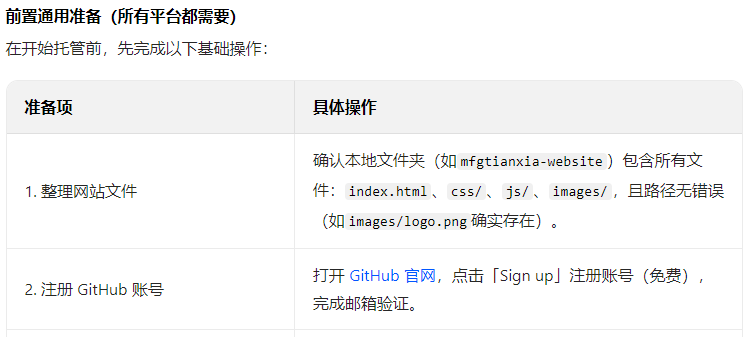 前置通用准备（所有平台都需要）
在开始托管前，先完成以下基础操作：
准备项
具体操作
1. 整理网站文件
确认本地文件夹（如 mfgtianxia-website ）包含所有文
件： index.html 、 css/ 、 js/ 、 images/ ，且路径无错误
（如 images/logo.png 确实存在）。
2. 注册 GitHub 账号
打开 GitHub 官网，点击「Sign up」注册账号（免费），
完成邮箱验证。